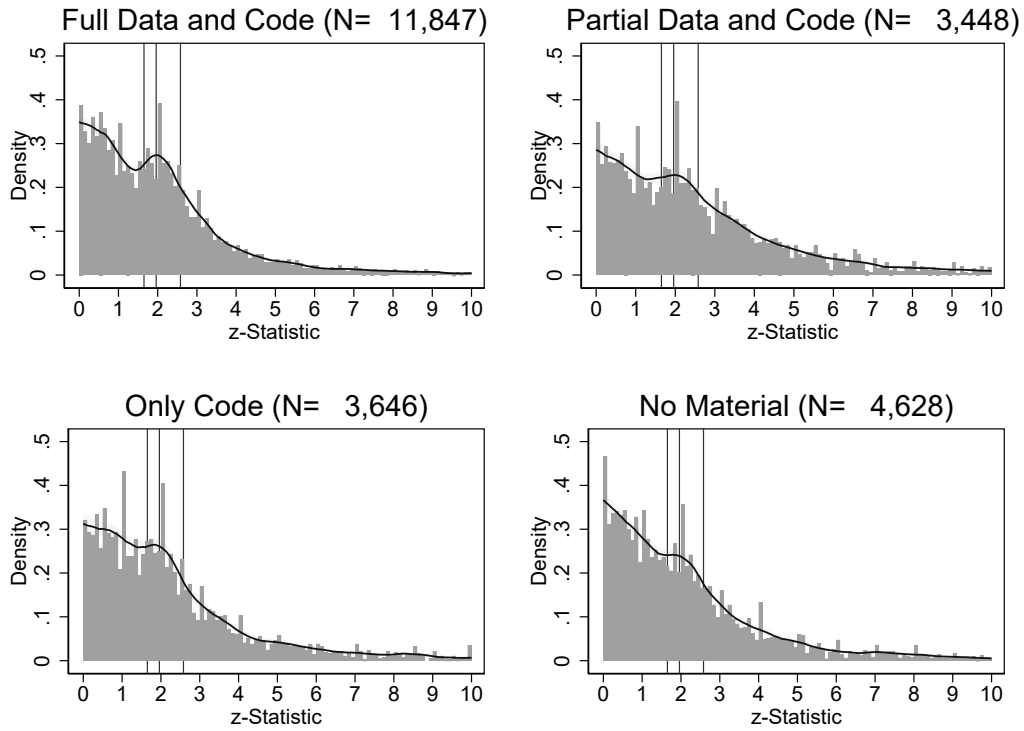 Full Data and Code (N= 11,847)
Density
.5
.4
.3
.2
.1
0
0 1 2 3 4 5 6 7 8 9 10
z-Statistic
Partial Data and Code (N= 3,448)
Density
.5
.4
.3
.2
.1
0
0 1 2 3 4 5 6 7 8 9 10
z-Statistic
Only Code (N= 3,646)
Density
.5
.4
.3
.2
.1
0
0 1 2 3 4 5 6 7 8 9 10
z-Statistic
No Material (N= 4,628)
Density
.5
.4
.3
.2
.1
0
0 1 2 3 4 5 6 7 8 9 10
z-Statistic